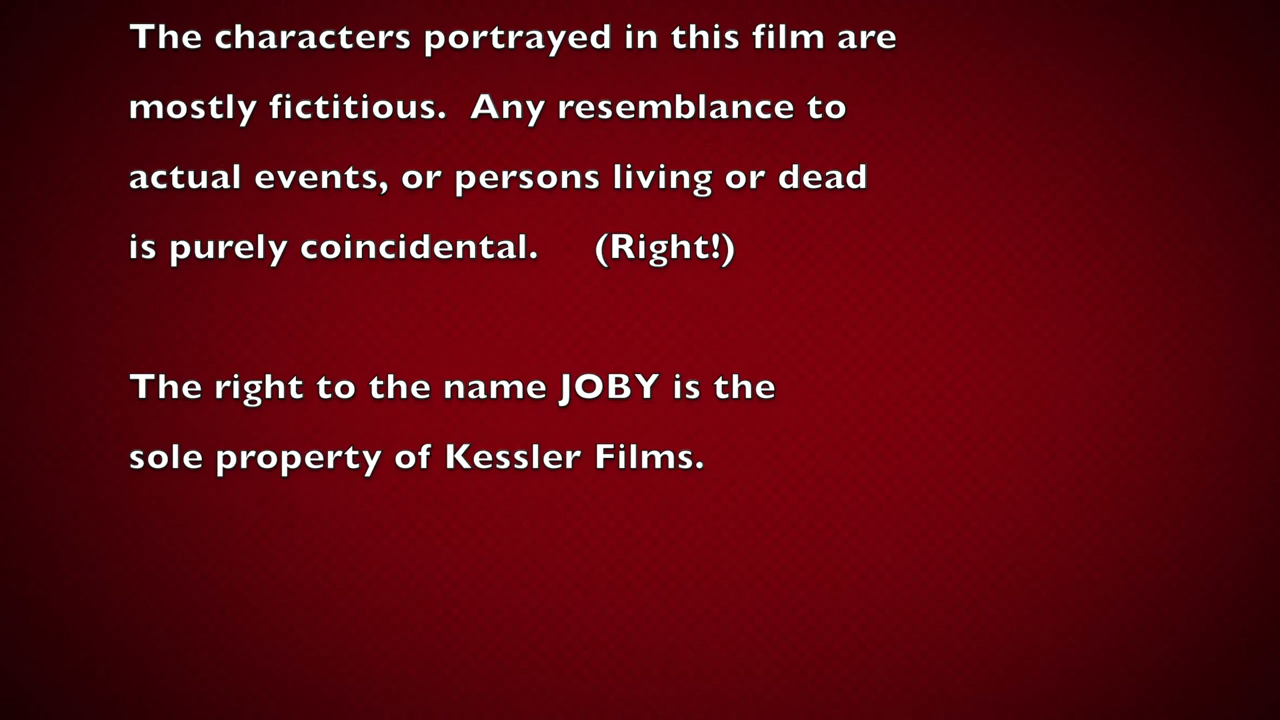 The characters portrayed in this film are
mostly fictitious.  Any resemblance to
actual events, or persons living or dead
is purely coincidental.     (Right!)
The right to the name JOBY is the
sole property of Kessler Films.